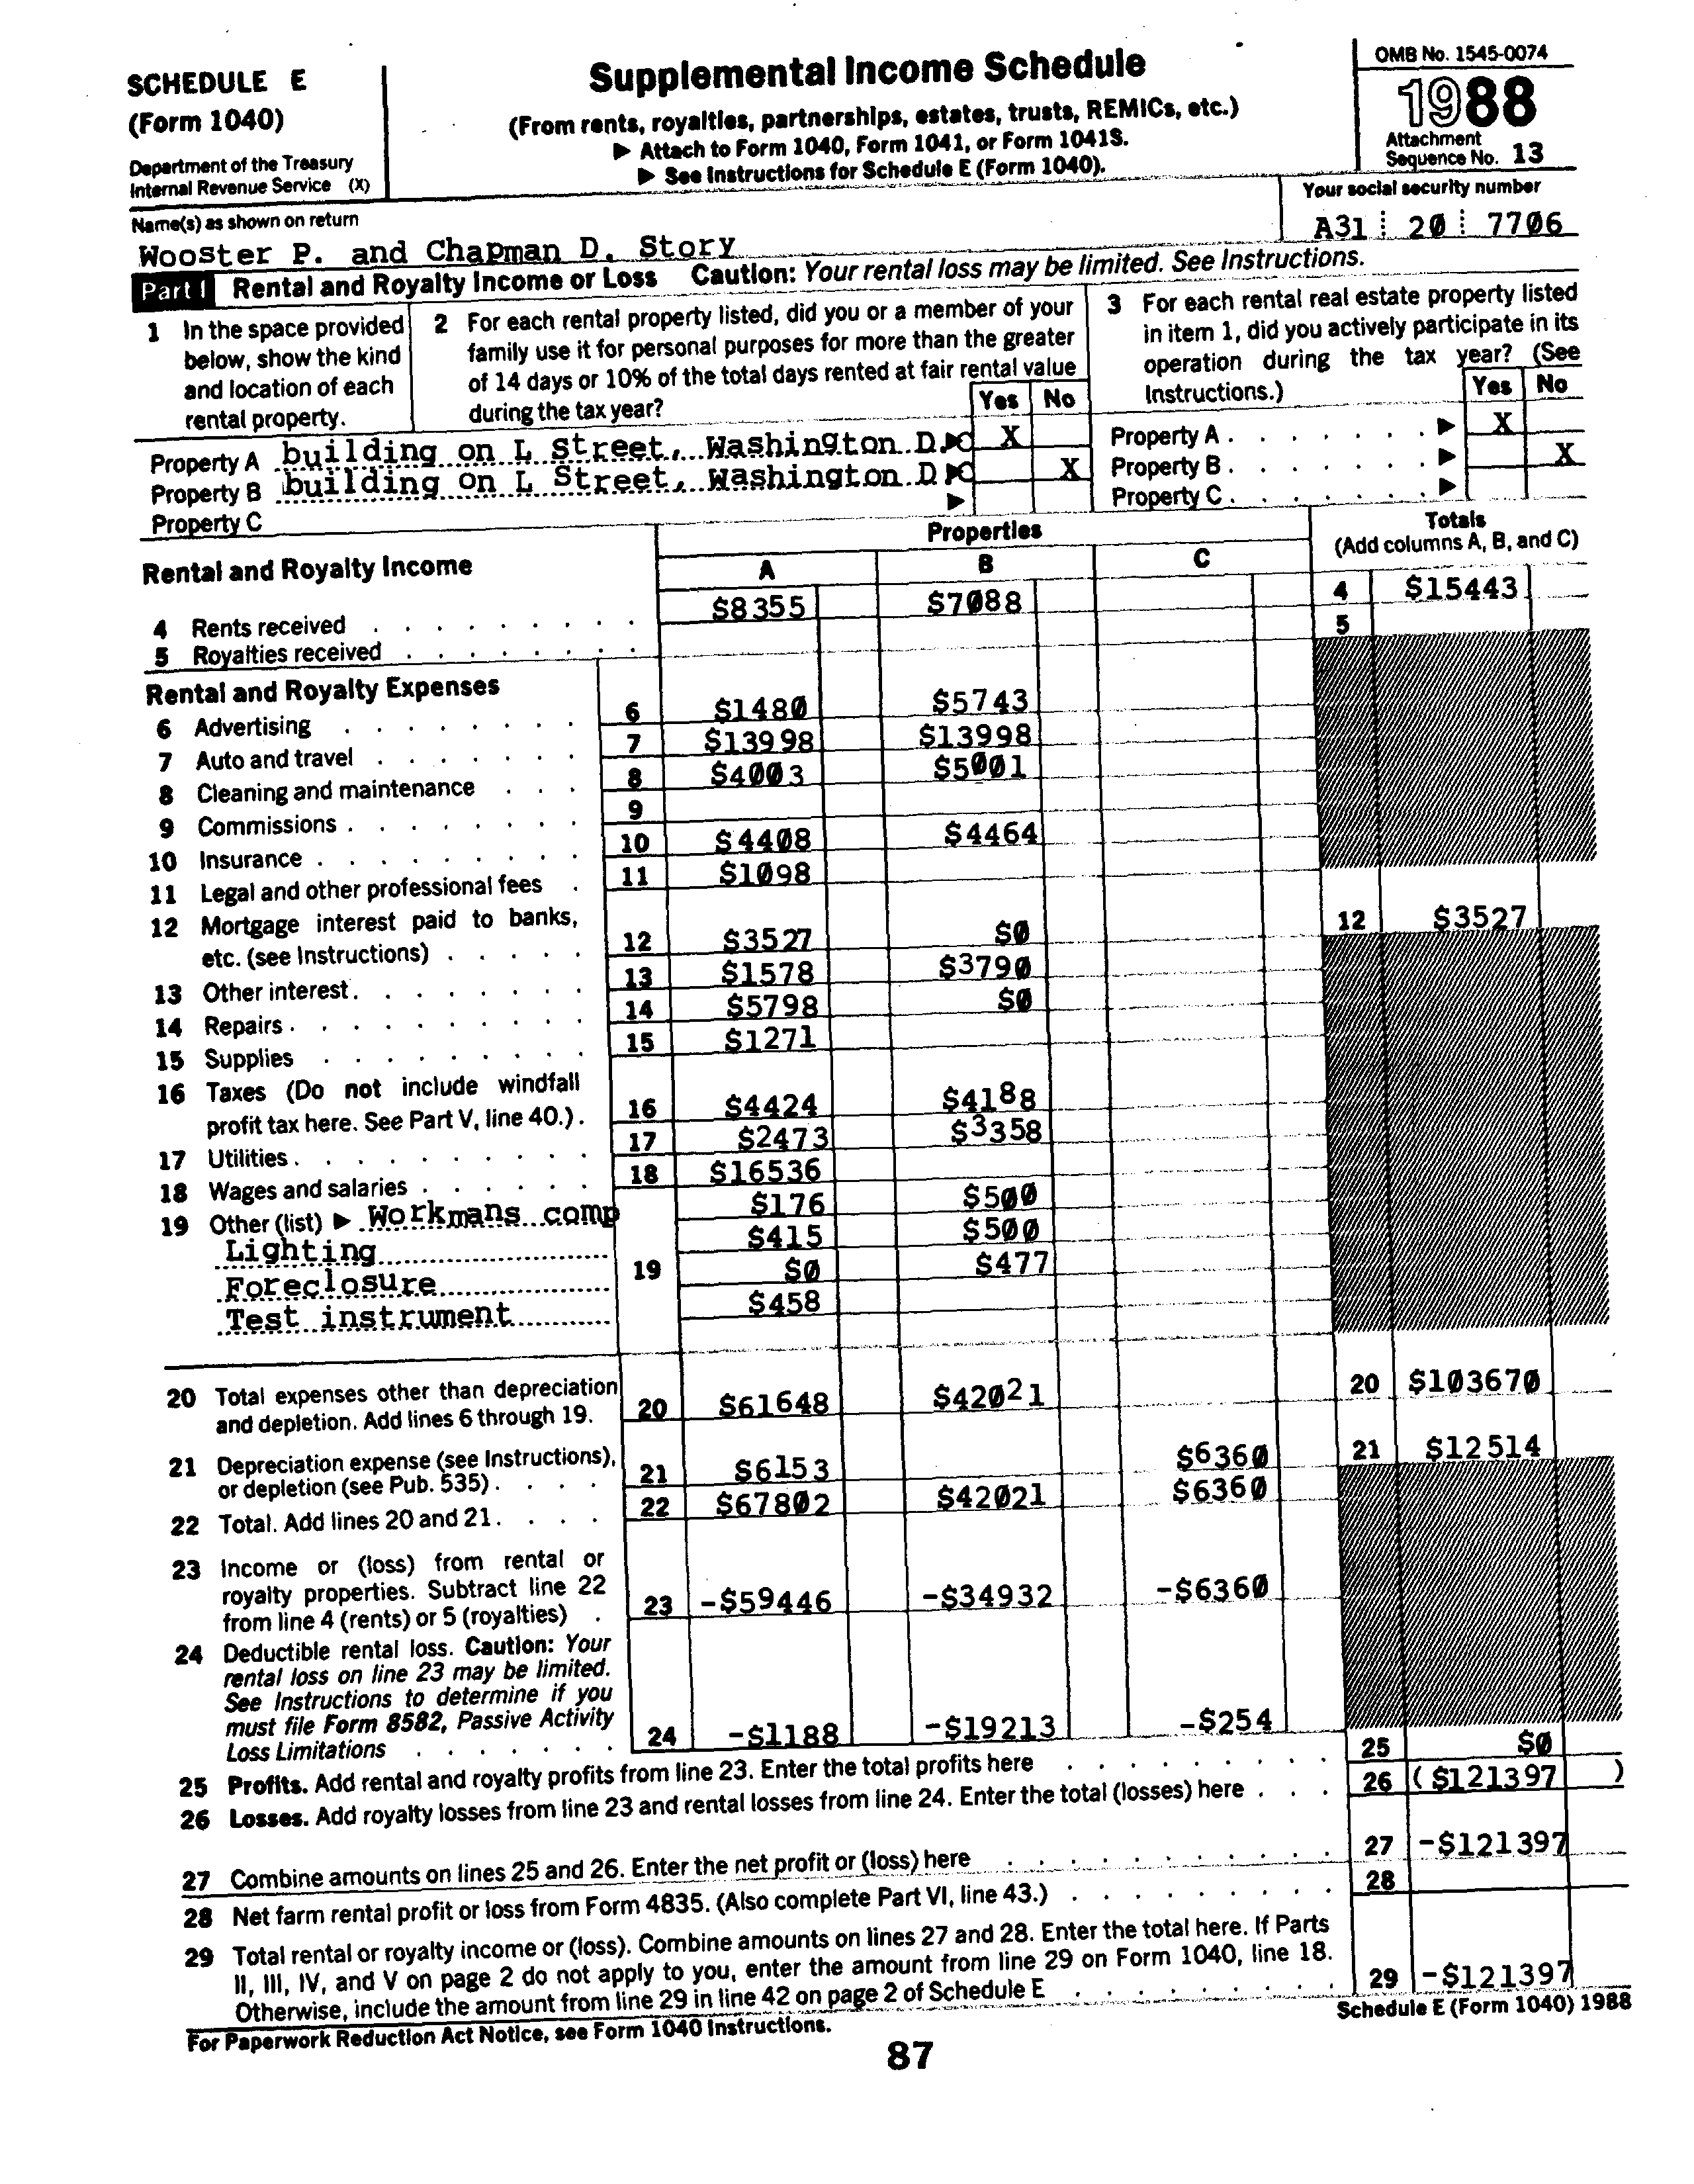 SCHEDULE E
(Form 1040)
Department of the Treasury
Internal Revenue Service (X)
Supplemental Income Schedule
(From rents, royalties, partnerships, estates, trusts, REMICs, etc.)
▶ Attach to Form 1040, Form 1041, or Form 1041S.
▶ See Instructions for Schedule E (Form 1040).
OMB No. 1545-0074
1988
Attachment
Sequence No. 13
Name(s) as shown on return
Wooster P. and Chapman D. Story
Your social security number
A31 20 7706
Part I Rental and Royalty Income or Loss Caution: Your rental loss may be limited. See Instructions.
1 In the space provided
below, show the kind
and location of each
rental property.
2 For each rental property listed, did you or a member of your
family use it for personal purposes for more than the greater
of 14 days or 10% of the total days rented at fair rental value
during the tax year?
Yes No
3 For each rental real estate property listed
in item 1, did you actively participate in its
operation during the tax year? (See
Instructions.)
Yes No
Property A building on L Street, Washington D.C ▶ X
Property B building on L Street, Washington D C ▶ X
Property C ▶
Property A . . . . . . . ▶ X
Property B . . . . . . . ▶ X
Property C . . . . . . . ▶
Rental and Royalty Income
Properties
A B C
Totals
(Add columns A, B, and C)
4 Rents received . . . . . . . . . $8355 $7088 4 $15443
5 Royalties received . . . . . . . . 5
Rental and Royalty Expenses
6 Advertising . . . . . . . 6 $1480 $5743
7 Auto and travel . . . . . . . 7 $13998 $13998
8 Cleaning and maintenance . . . 8 $4003 $5001
9 Commissions . . . . . . . . 9
10 Insurance . . . . . . . . . 10 $4408 $4464
11 Legal and other professional fees . 11 $1098
12 Mortgage interest paid to banks,
etc. (see Instructions) . . . . . 12 $3527 $0 12 $3527
13 Other interest . . . . . . . . 13 $1578 $3790
14 Repairs . . . . . . . . . . 14 $5798 $0
15 Supplies . . . . . . . . . 15 $1271
16 Taxes (Do not include windfall
profit tax here. See Part V, line 40.) . 16 $4424 $4188
17 Utilities . . . . . . . . . . 17 $2473 $3358
18 Wages and salaries . . . . . . 18 $16536
19 Other (list) ▶ Workmans comp $176 $500
Lighting $415 $500
Foreclosure 19 $0 $477
Test instrument $458
20 Total expenses other than depreciation
and depletion. Add lines 6 through 19. 20 $61648 $42021 20 $103670
21 Depreciation expense (see Instructions),
or depletion (see Pub. 535) . . . . 21 $6153 $6360 21 $12514
22 Total. Add lines 20 and 21 . . . . 22 $67802 $42021 $6360
23 Income or (loss) from rental or
royalty properties. Subtract line 22
from line 4 (rents) or 5 (royalties) . 23 -$59446 -$34932 -$6360
24 Deductible rental loss. Caution: Your
rental loss on line 23 may be limited.
See Instructions to determine if you
must file Form 8582, Passive Activity
Loss Limitations . . . . . . . 24 -$1188 -$19213 -$254
25 Profits. Add rental and royalty profits from line 23. Enter the total profits here . . . . . . . . . 25 $0
26 Losses. Add royalty losses from line 23 and rental losses from line 24. Enter the total (losses) here . . . 26 ( $121397 )
27 Combine amounts on lines 25 and 26. Enter the net profit or (loss) here . . . . . . . . . . . 27 -$121397
28 Net farm rental profit or loss from Form 4835. (Also complete Part VI, line 43.) . . . . . . . . . 28
29 Total rental or royalty income or (loss). Combine amounts on lines 27 and 28. Enter the total here. If Parts
II, III, IV, and V on page 2 do not apply to you, enter the amount from line 29 on Form 1040, line 18.
Otherwise, include the amount from line 29 in line 42 on page 2 of Schedule E . . . . . . . . . 29 -$121397
For Paperwork Reduction Act Notice, see Form 1040 Instructions.
Schedule E (Form 1040) 1988
87